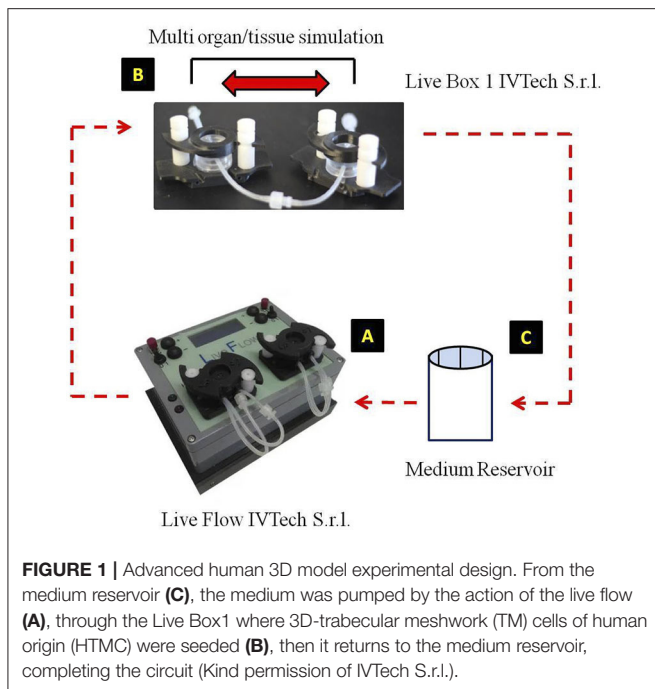 Multi organ/tissue simulation
B
Live Box 1 IVTech S.r.l.
A
C
LIVE FLOW
Medium Reservoir
Live Flow IVTech S.r.l.
FIGURE 1 | Advanced human 3D model experimental design. From the
medium reservoir (C), the medium was pumped by the action of the live flow
(A), through the Live Box1 where 3D-trabecular meshwork (TM) cells of human
origin (HTMC) were seeded (B), then it returns to the medium reservoir,
completing the circuit (Kind permission of IVTech S.r.l.).